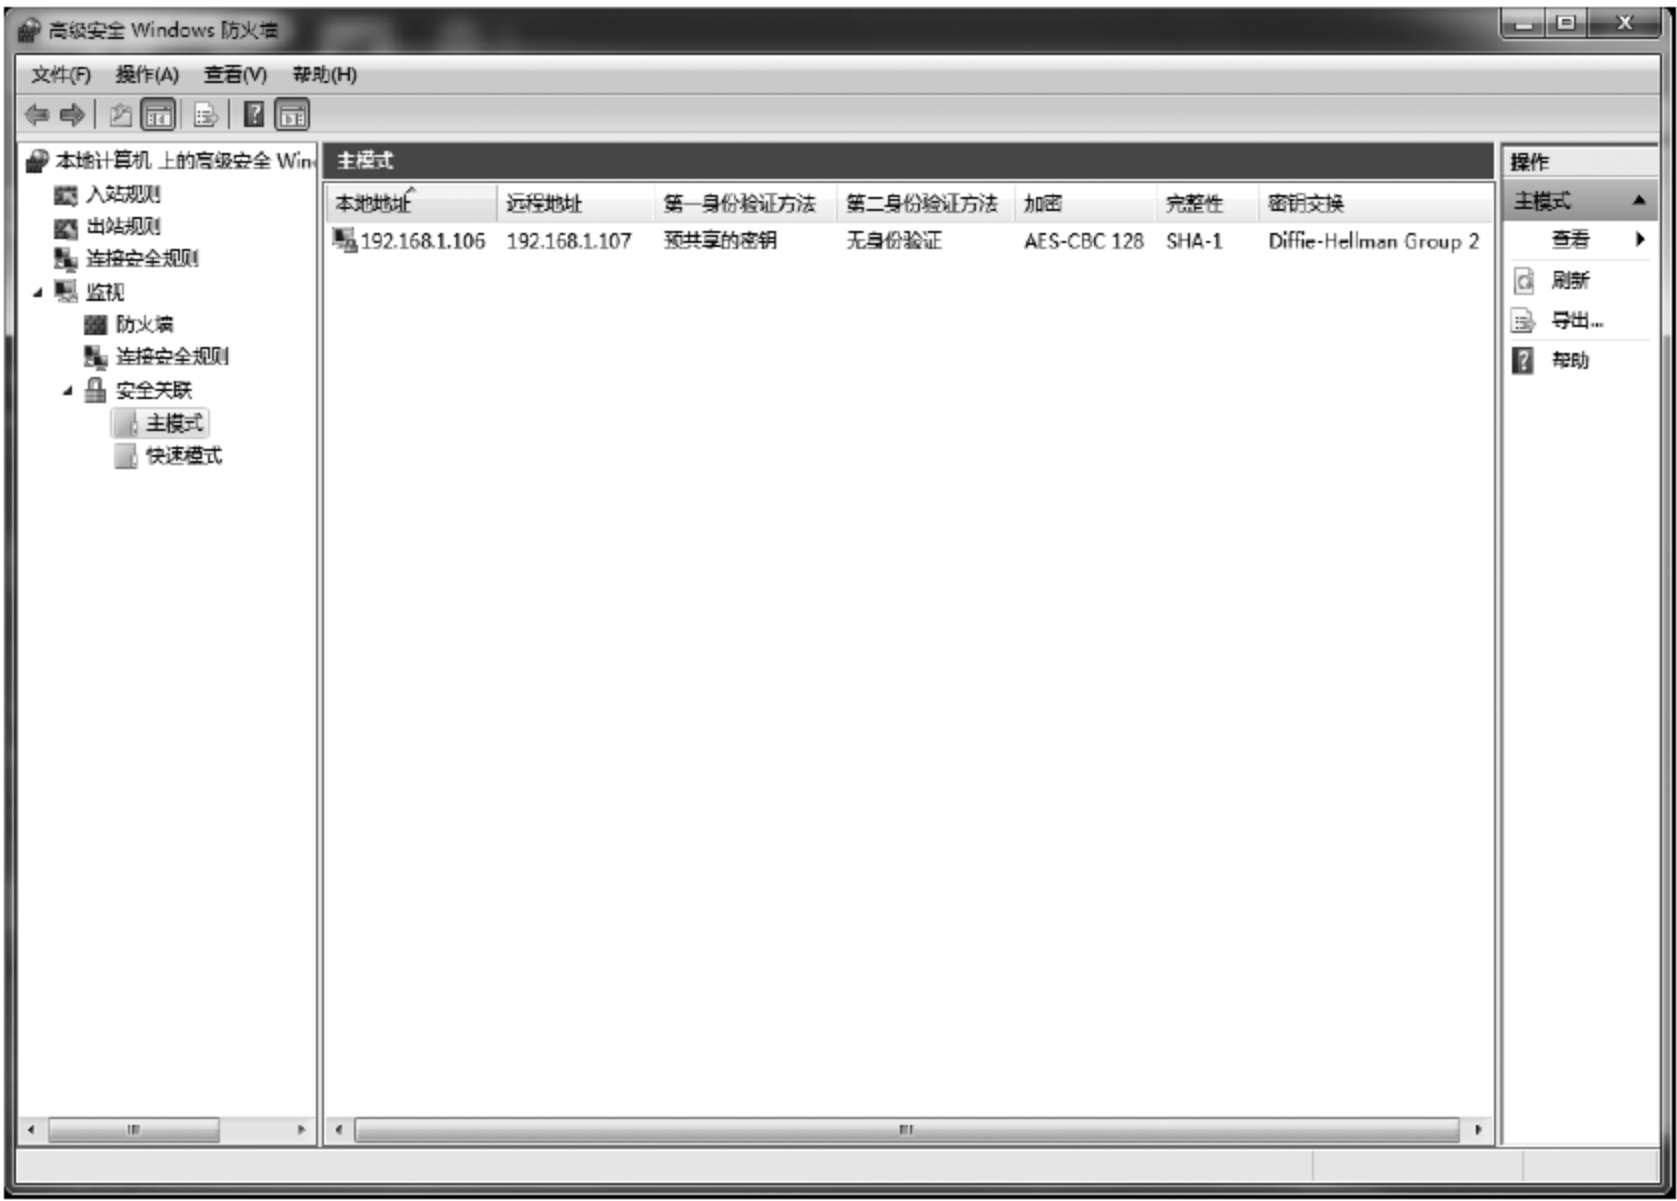 高级安全 Windows 防火墙
文件(F) 操作(A) 查看(V) 帮助(H)
本地计算机 上的高级安全 Win
入站规则
出站规则
连接安全规则
监视
防火墙
连接安全规则
安全关联
主模式
快速模式
主模式
本地地址 远程地址 第一身份验证方法 第二身份验证方法 加密 完整性 密钥交换
192.168.1.106 192.168.1.107 预共享的密钥 无身份验证 AES-CBC 128 SHA-1 Diffie-Hellman Group 2
操作
主模式
查看
刷新
导出...
帮助